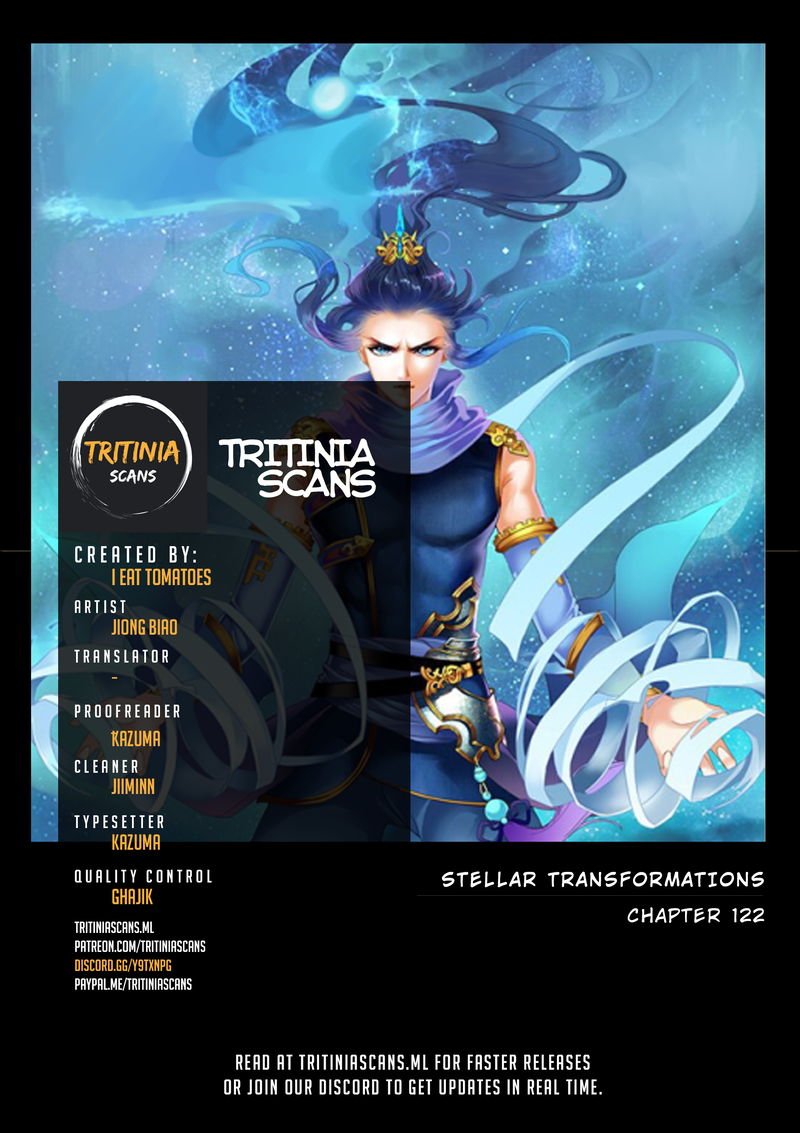 TRITINIA
SCANS
TRITINIA
SCANS
CREATED BY:
I EAT TOMATOES
ARTIST
JIONG BIAO
TRANSLATOR
-
PROOFREADER
KAZUMA
CLEANER
JIIMINN
TYPESETTER
KAZUMA
QUALITY CONTROL
GHAJIK
TRITINIASCANS.ML
PATREON.COM/TRITINIASCANS
DISCORD.GG/Y9TXNPG
PAYPAL.ME/TRITINIASCANS
STELLAR TRANSFORMATIONS
CHAPTER 122
READ AT TRITINIASCANS.ML FOR FASTER RELEASES
OR JOIN OUR DISCORD TO GET UPDATES IN REAL TIME.